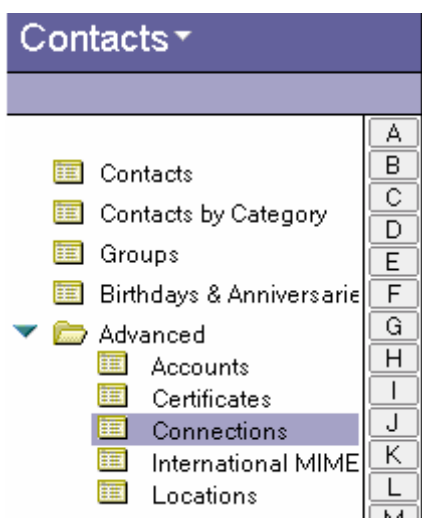 Contacts
A
B
Contacts
C
Contacts by Category
D
Groups
E
Birthdays & Anniversarie
F
G
Advanced
H
Accounts
I
Certificates
J
Connections
K
International MIME
L
Locations
M